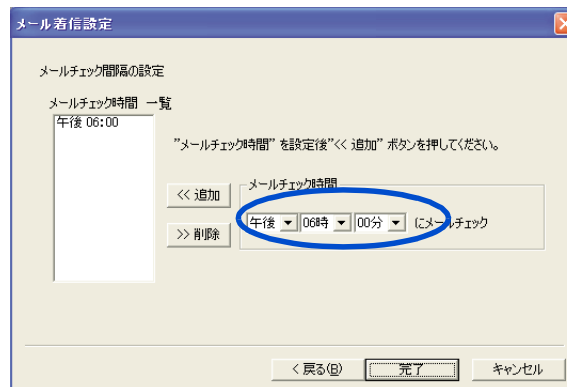 メール着信設定
メールチェック間隔の設定
メールチェック時間 一覧
午後 06:00
"メールチェック時間" を設定後"<< 追加" ボタンを押してください。
メールチェック時間
<< 追加
午後 06時 00分 にメールチェック
>> 削除
< 戻る(B) 完了 キャンセル